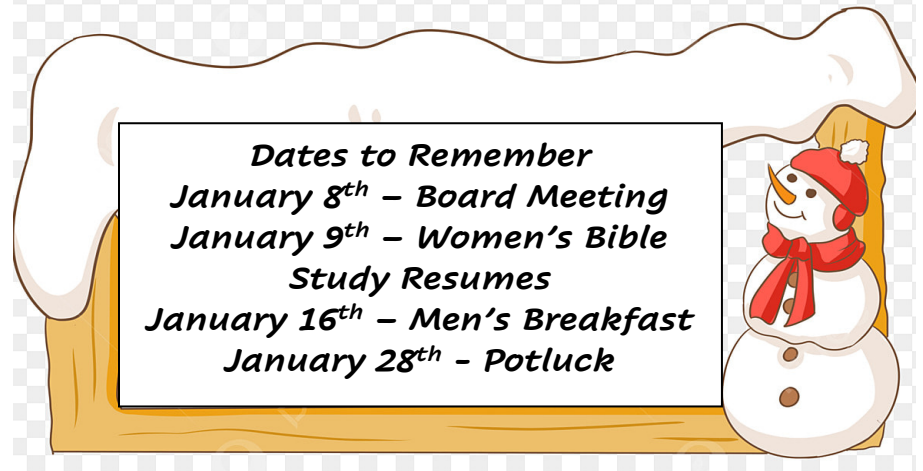 Dates to Remember
January 8th – Board Meeting
January 9th – Women’s Bible
Study Resumes
January 16th – Men’s Breakfast
January 28th - Potluck